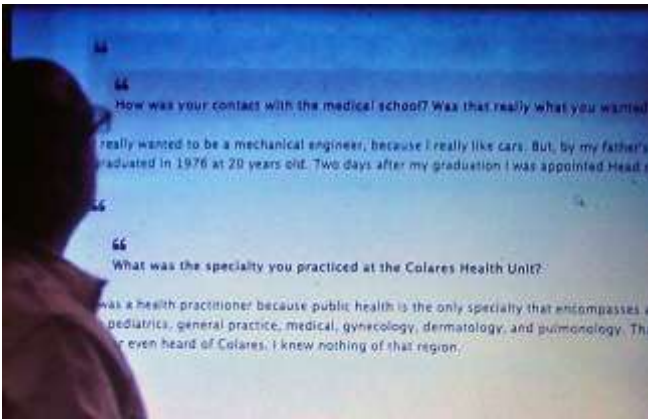 “
“
How was your contact with the medical school? Was that really what you wanted
really wanted to be a mechanical engineer, because I really like cars. But, by my father's
graduated in 1976 at 20 years old. Two days after my graduation I was appointed Head
“
“
What was the specialty you practiced at the Colares Health Unit?
was a health practitioner because public health is the only specialty that encompasses
pediatrics, general practice, medical, gynecology, dermatology, and pulmonology.
even heard of Colares. I knew nothing of that region.